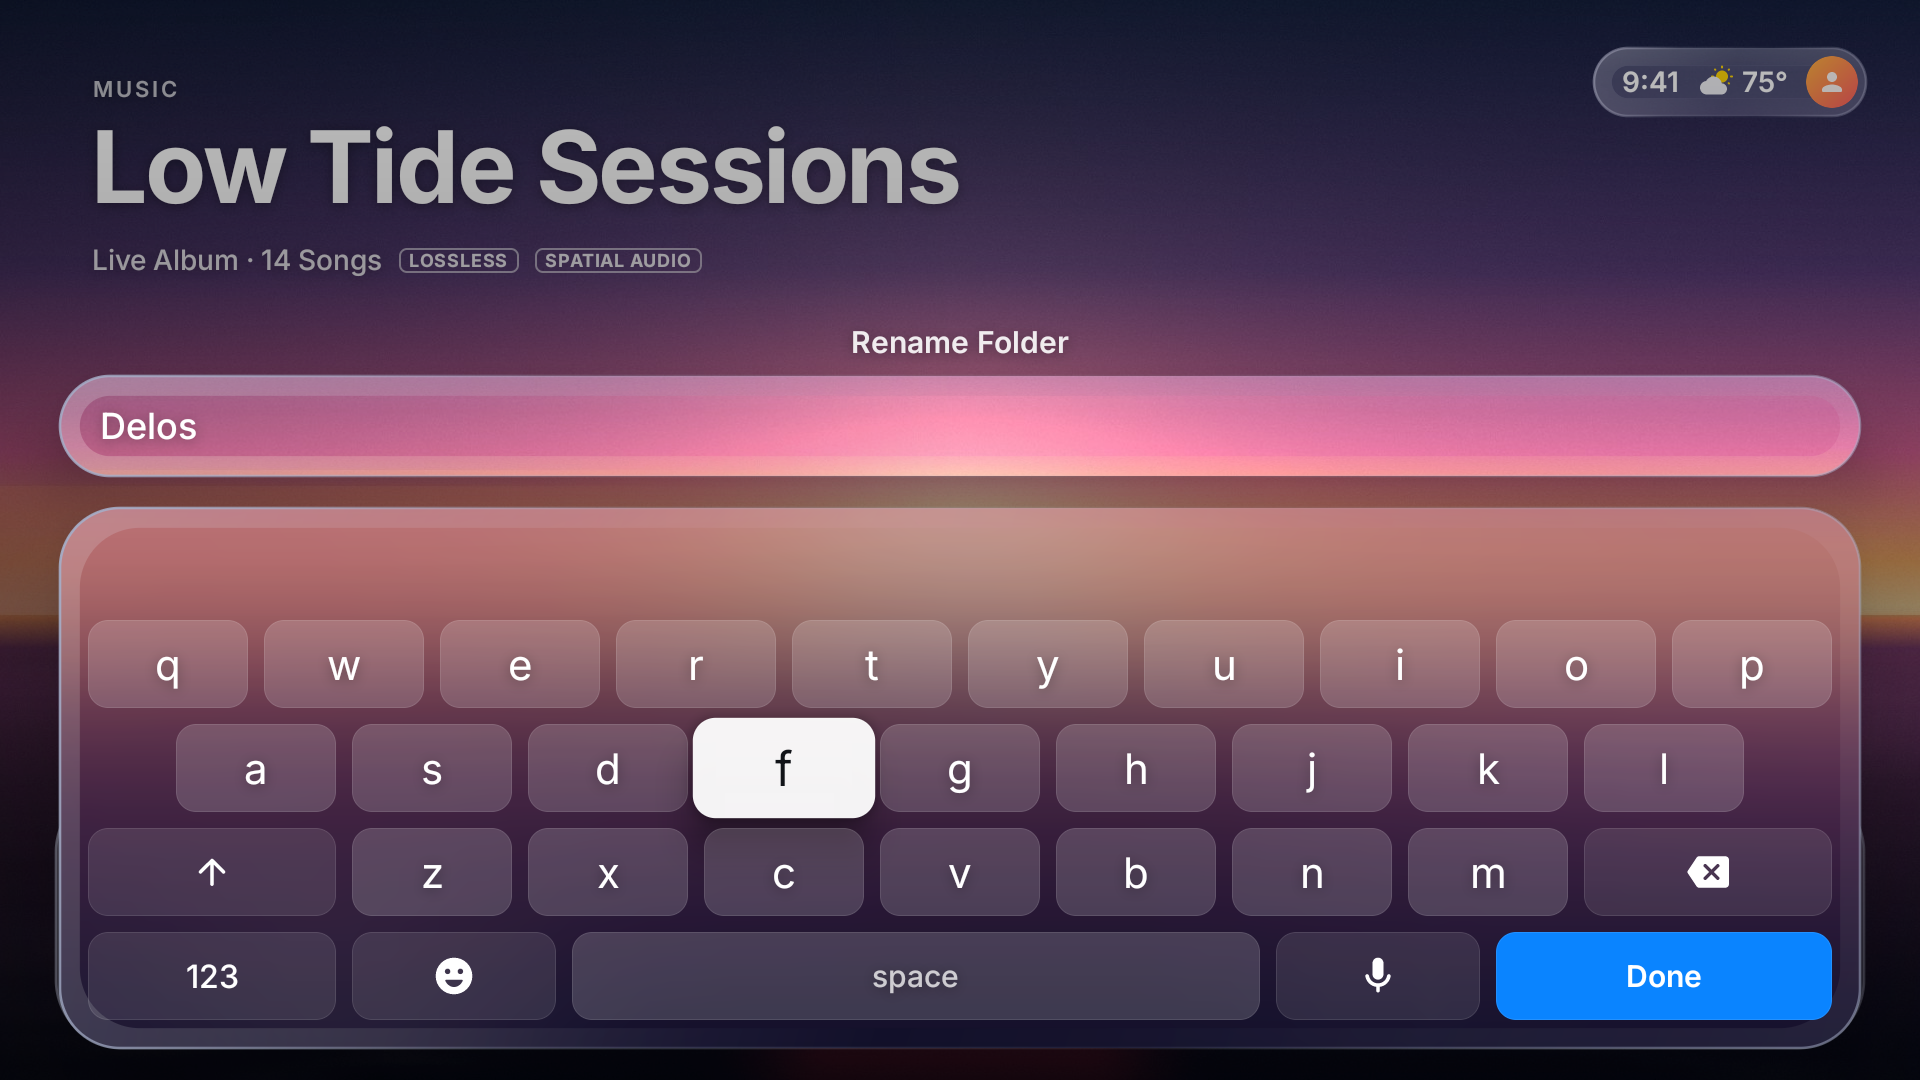 MUSIC
9:41 75°
Low Tide Sessions
Live Album · 14 Songs LOSSLESS SPATIAL AUDIO
Rename Folder
Delos
q w e r t y u i o p
a s d f g h j k l
z x c v b n m
123 space Done